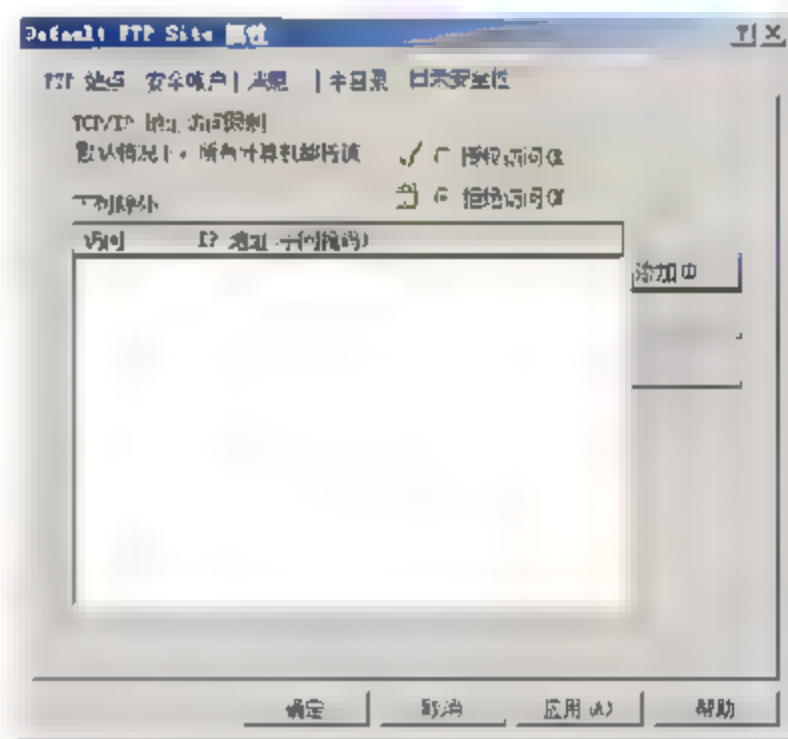 Default FTP Site 属性
FTP 站点 安全帐户 消息 主目录 目录安全性
TCP/IP 地址访问限制
默认情况下,所有计算机都将被
授权访问
拒绝访问
下列除外
访问 IP 地址(子网掩码)
添加(D)
确定 取消 应用(A) 帮助